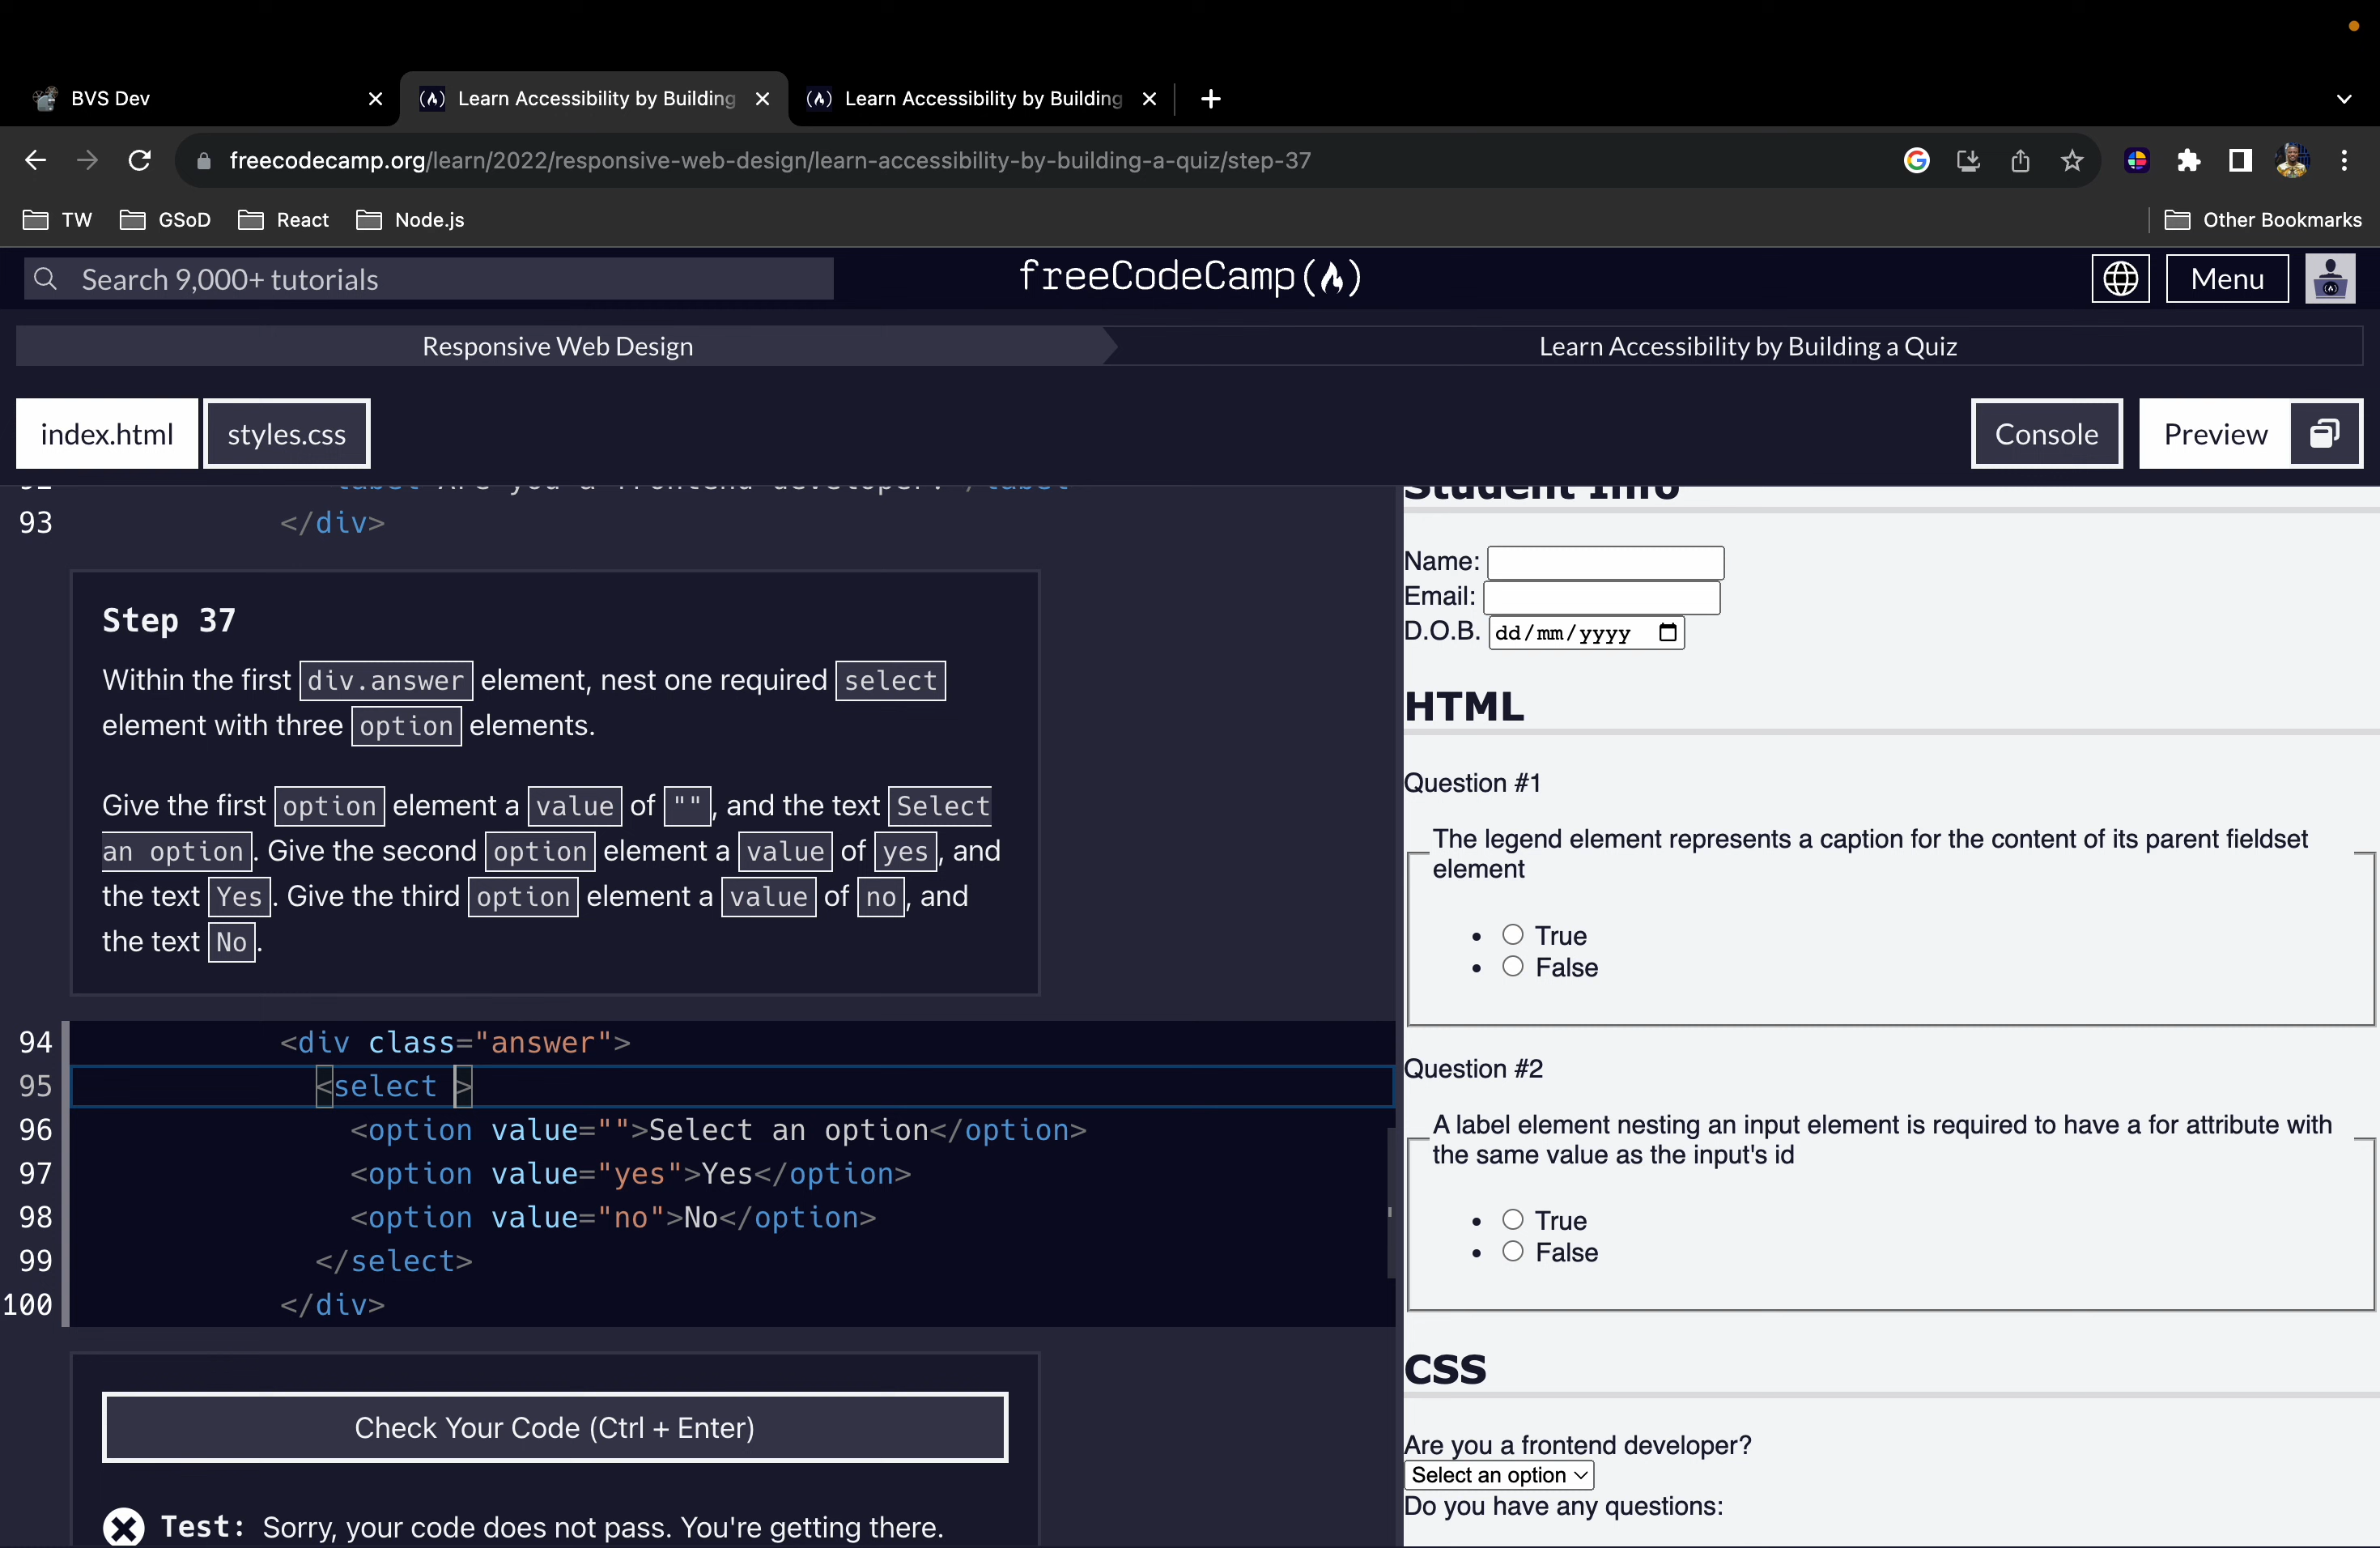 BVS Dev
Learn Accessibility by Building
Learn Accessibility by Building
freecodecamp.org/learn/2022/responsive-web-design/learn-accessibility-by-building-a-quiz/step-37
TW GSoD React Node.js Other Bookmarks
Search 9,000+ tutorials
freeCodeCamp
Menu
Responsive Web Design
Learn Accessibility by Building a Quiz
index.html
styles.css
Console
Preview
93 </div>
Step 37
Within the first div.answer element, nest one required select
element with three option elements.
Give the first option element a value of "", and the text Select
an option. Give the second option element a value of yes, and
the text Yes. Give the third option element a value of no, and
the text No.
94 <div class="answer">
95 <select >
96 <option value="">Select an option</option>
97 <option value="yes">Yes</option>
98 <option value="no">No</option>
99 </select>
100 </div>
Check Your Code (Ctrl + Enter)
Test: Sorry, your code does not pass. You're getting there.
Student Info
Name:
Email:
D.O.B. dd/mm/yyyy
HTML
Question #1
The legend element represents a caption for the content of its parent fieldset
element
True
False
Question #2
A label element nesting an input element is required to have a for attribute with
the same value as the input's id
True
False
CSS
Are you a frontend developer?
Select an option
Do you have any questions: